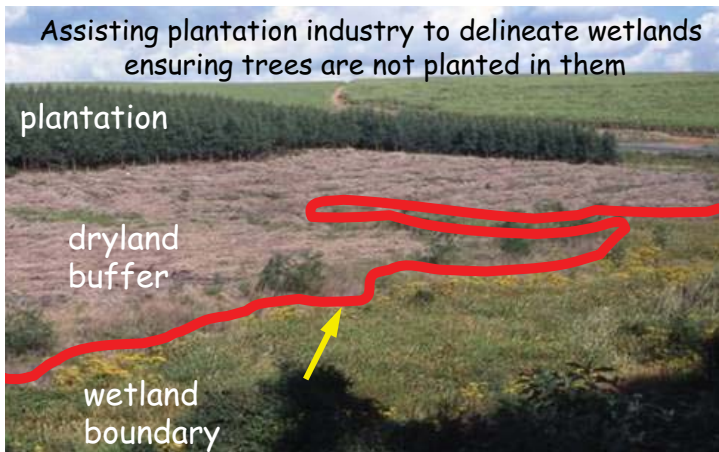 Assisting plantation industry to delineate wetlands
ensuring trees are not planted in them
plantation
dryland
buffer
wetland
boundary